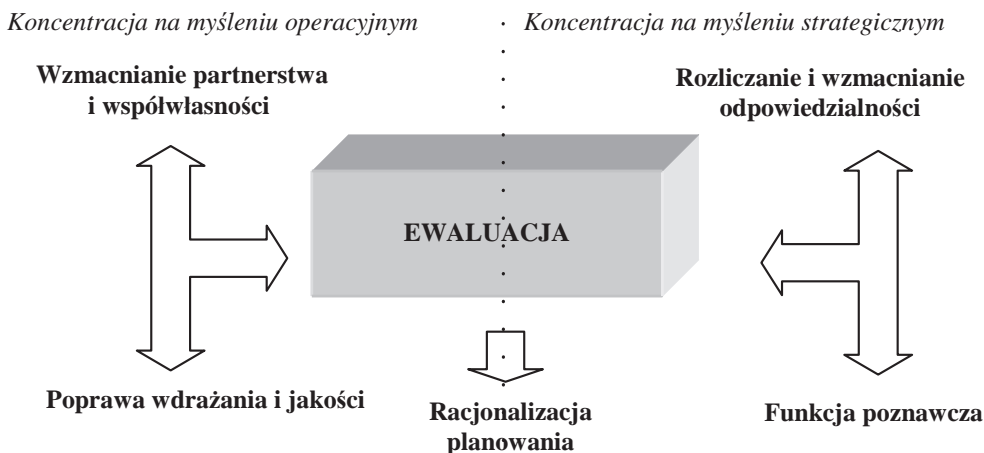 Koncentracja na myśleniu operacyjnym
Koncentracja na myśleniu strategicznym
Wzmacnianie partnerstwa
i współwłasności
Rozliczanie i wzmacnianie
odpowiedzialności
EWALUACJA
Poprawa wdrażania i jakości
Racjonalizacja
planowania
Funkcja poznawcza